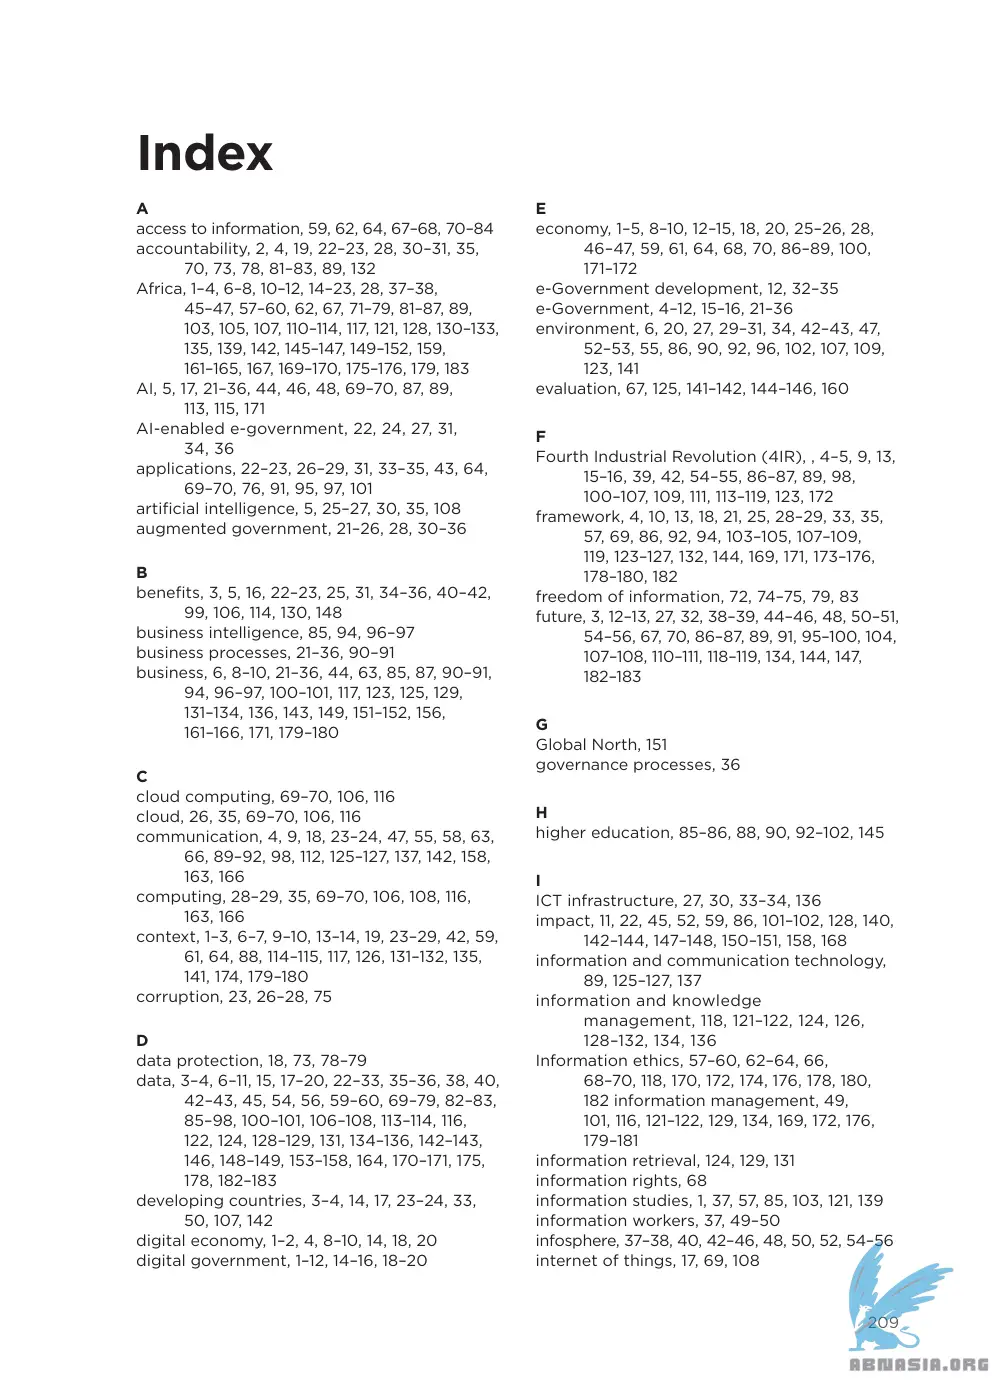 Index
A
access to information, 59, 62, 64, 67–68, 70–84
accountability, 2, 4, 19, 22–23, 28, 30–31, 35,
70, 73, 78, 81–83, 89, 132
Africa, 1–4, 6–8, 10–12, 14–23, 28, 37–38,
45–47, 57–60, 62, 67, 71–79, 81–87, 89,
103, 105, 107, 110–114, 117, 121, 128, 130–133,
135, 139, 142, 145–147, 149–152, 159,
161–165, 167, 169–170, 175–176, 179, 183
AI, 5, 17, 21–36, 44, 46, 48, 69–70, 87, 89,
113, 115, 171
AI-enabled e-government, 22, 24, 27, 31,
34, 36
applications, 22–23, 26–29, 31, 33–35, 43, 64,
69–70, 76, 91, 95, 97, 101
artificial intelligence, 5, 25–27, 30, 35, 108
augmented government, 21–26, 28, 30–36
B
benefits, 3, 5, 16, 22–23, 25, 31, 34–36, 40–42,
99, 106, 114, 130, 148
business intelligence, 85, 94, 96–97
business processes, 21–36, 90–91
business, 6, 8–10, 21–36, 44, 63, 85, 87, 90–91,
94, 96–97, 100–101, 117, 123, 125, 129,
131–134, 136, 143, 149, 151–152, 156,
161–166, 171, 179–180
C
cloud computing, 69–70, 106, 116
cloud, 26, 35, 69–70, 106, 116
communication, 4, 9, 18, 23–24, 47, 55, 58, 63,
66, 89–92, 98, 112, 125–127, 137, 142, 158,
163, 166
computing, 28–29, 35, 69–70, 106, 108, 116,
163, 166
context, 1–3, 6–7, 9–10, 13–14, 19, 23–29, 42, 59,
61, 64, 88, 114–115, 117, 126, 131–132, 135,
141, 174, 179–180
corruption, 23, 26–28, 75
D
data protection, 18, 73, 78–79
data, 3–4, 6–11, 15, 17–20, 22–33, 35–36, 38, 40,
42–43, 45, 54, 56, 59–60, 69–79, 82–83,
85–98, 100–101, 106–108, 113–114, 116,
122, 124, 128–129, 131, 134–136, 142–143,
146, 148–149, 153–158, 164, 170–171, 175,
178, 182–183
developing countries, 3–4, 14, 17, 23–24, 33,
50, 107, 142
digital economy, 1–2, 4, 8–10, 14, 18, 20
digital government, 1–12, 14–16, 18–20
E
economy, 1–5, 8–10, 12–15, 18, 20, 25–26, 28,
46–47, 59, 61, 64, 68, 70, 86–89, 100,
171–172
e-Government development, 12, 32–35
e-Government, 4–12, 15–16, 21–36
environment, 6, 20, 27, 29–31, 34, 42–43, 47,
52–53, 55, 86, 90, 92, 96, 102, 107, 109,
123, 141
evaluation, 67, 125, 141–142, 144–146, 160
F
Fourth Industrial Revolution (4IR), , 4–5, 9, 13,
15–16, 39, 42, 54–55, 86–87, 89, 98,
100–107, 109, 111, 113–119, 123, 172
framework, 4, 10, 13, 18, 21, 25, 28–29, 33, 35,
57, 69, 86, 92, 94, 103–105, 107–109,
119, 123–127, 132, 144, 169, 171, 173–176,
178–180, 182
freedom of information, 72, 74–75, 79, 83
future, 3, 12–13, 27, 32, 38–39, 44–46, 48, 50–51,
54–56, 67, 70, 86–87, 89, 91, 95–100, 104,
107–108, 110–111, 118–119, 134, 144, 147,
182–183
G
Global North, 151
governance processes, 36
H
higher education, 85–86, 88, 90, 92–102, 145
I
ICT infrastructure, 27, 30, 33–34, 136
impact, 11, 22, 45, 52, 59, 86, 101–102, 128, 140,
142–144, 147–148, 150–151, 158, 168
information and communication technology,
89, 125–127, 137
information and knowledge
management, 118, 121–122, 124, 126,
128–132, 134, 136
Information ethics, 57–60, 62–64, 66,
68–70, 118, 170, 172, 174, 176, 178, 180,
182 information management, 49,
101, 116, 121–122, 129, 134, 169, 172, 176,
179–181
information retrieval, 124, 129, 131
information rights, 68
information studies, 1, 37, 57, 85, 103, 121, 139
information workers, 37, 49–50
infosphere, 37–38, 40, 42–46, 48, 50, 52, 54–56
internet of things, 17, 69, 108
209
ABNASIA.ORG